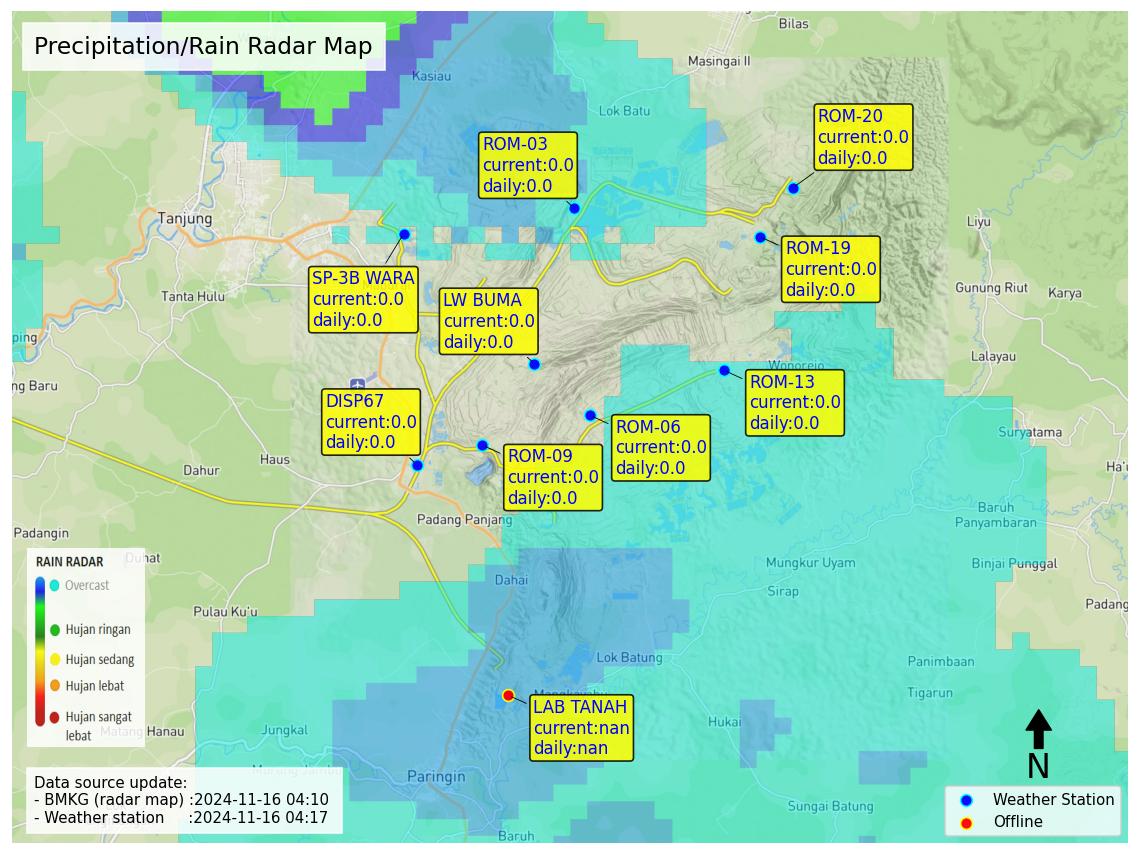 Precipitation/Rain Radar Map
Bilas
Masingai II
Kasiau
Lok Batu
ROM-20
current:0.0
daily:0.0
ROM-03
current:0.0
daily:0.0
Tanjung
Liyu
ROM-19
current:0.0
daily:0.0
SP-3B WARA
current:0.0
daily:0.0
Tanta Hulu
LW BUMA
current:0.0
daily:0.0
Gunung Riut
Karya
ping
Lalayau
Wonorejo
ng Baru
ROM-13
current:0.0
daily:0.0
DISP67
current:0.0
daily:0.0
ROM-06
current:0.0
daily:0.0
Suryatama
Haus
Dahur
ROM-09
current:0.0
daily:0.0
Ha'u
Baruh
Panyambaran
Padang Panjang
Padangin
Duhat
Mungkur Uyam
Binjai Punggal
Dahai
Sirap
Padang
Pulau Ku'u
RAIN RADAR
Overcast
Hujan ringan
Hujan sedang
Hujan lebat
Hujan sangat
lebat
Lok Batung
Panimbaan
Tigarun
LAB TANAH
current:nan
daily:nan
Hukai
Jungkal
Matang Hanau
Paringin
N
Sungai Batung
Baruh
Data source update:
- BMKG (radar map) :2024-11-16 04:10
- Weather station :2024-11-16 04:17
Weather Station
Offline